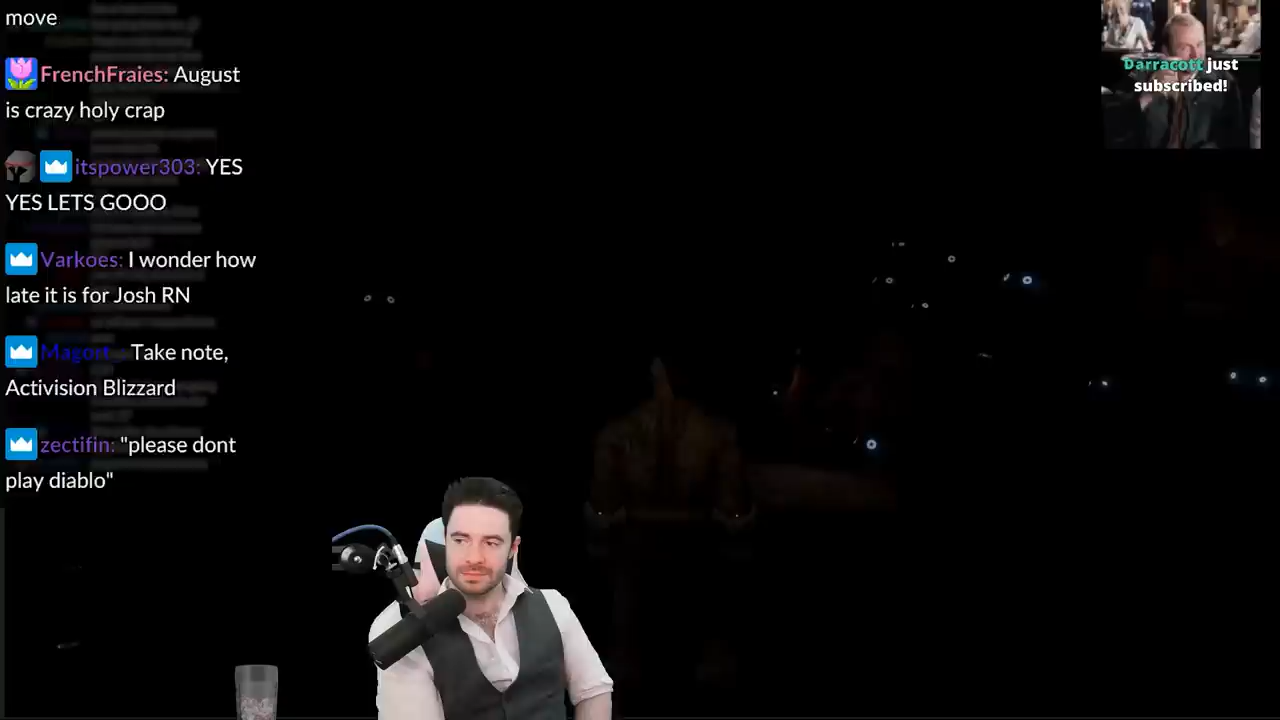 move
FrenchFraies: August
is crazy holy crap
itspower303: YES
YES LETS GOOO
Varkoes: I wonder how
late it is for Josh RN
Magort_: Take note,
Activision Blizzard
zectifin: "please dont
play diablo"
Darracott just
subscribed!